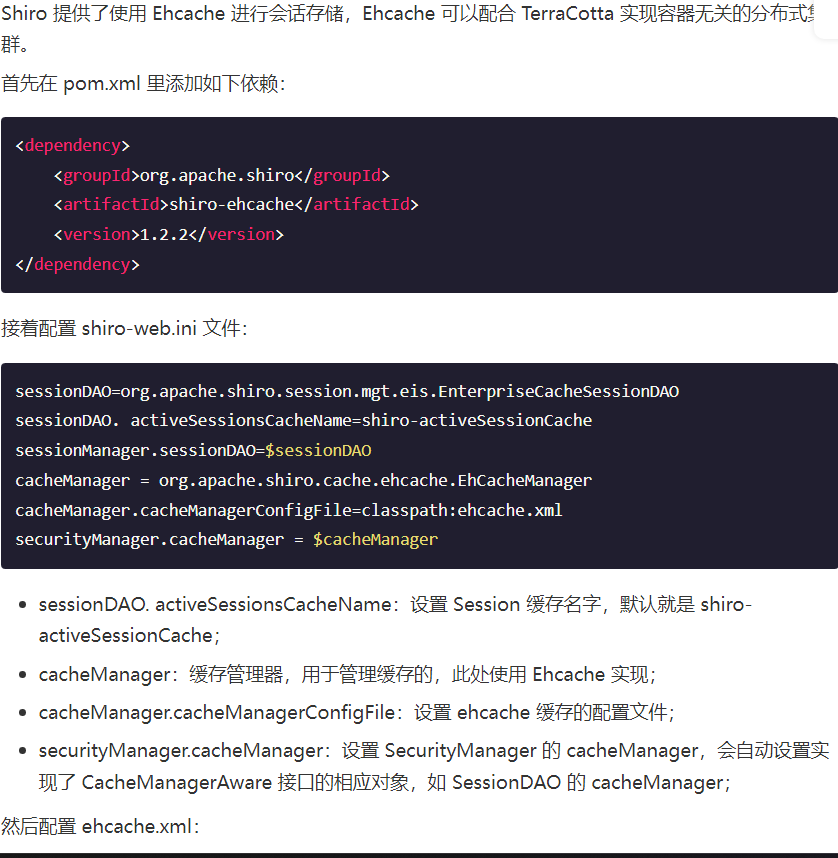 Shiro 提供了使用 Ehcache 进行会话存储，Ehcache 可以配合 TerraCotta 实现容器无关的分布式集
群。
首先在 pom.xml 里添加如下依赖：
<dependency>
    <groupId>org.apache.shiro</groupId>
    <artifactId>shiro-ehcache</artifactId>
    <version>1.2.2</version>
</dependency>
接着配置 shiro-web.ini 文件：
sessionDAO=org.apache.shiro.session.mgt.eis.EnterpriseCacheSessionDAO
sessionDAO. activeSessionsCacheName=shiro-activeSessionCache
sessionManager.sessionDAO=$sessionDAO
cacheManager = org.apache.shiro.cache.ehcache.EhCacheManager
cacheManager.cacheManagerConfigFile=classpath:ehcache.xml
securityManager.cacheManager = $cacheManager
• sessionDAO. activeSessionsCacheName：设置 Session 缓存名字，默认就是 shiro-
activeSessionCache；
• cacheManager：缓存管理器，用于管理缓存的，此处使用 Ehcache 实现；
• cacheManager.cacheManagerConfigFile：设置 ehcache 缓存的配置文件；
• securityManager.cacheManager：设置 SecurityManager 的 cacheManager，会自动设置实
现了 CacheManagerAware 接口的相应对象，如 SessionDAO 的 cacheManager；
然后配置 ehcache.xml：